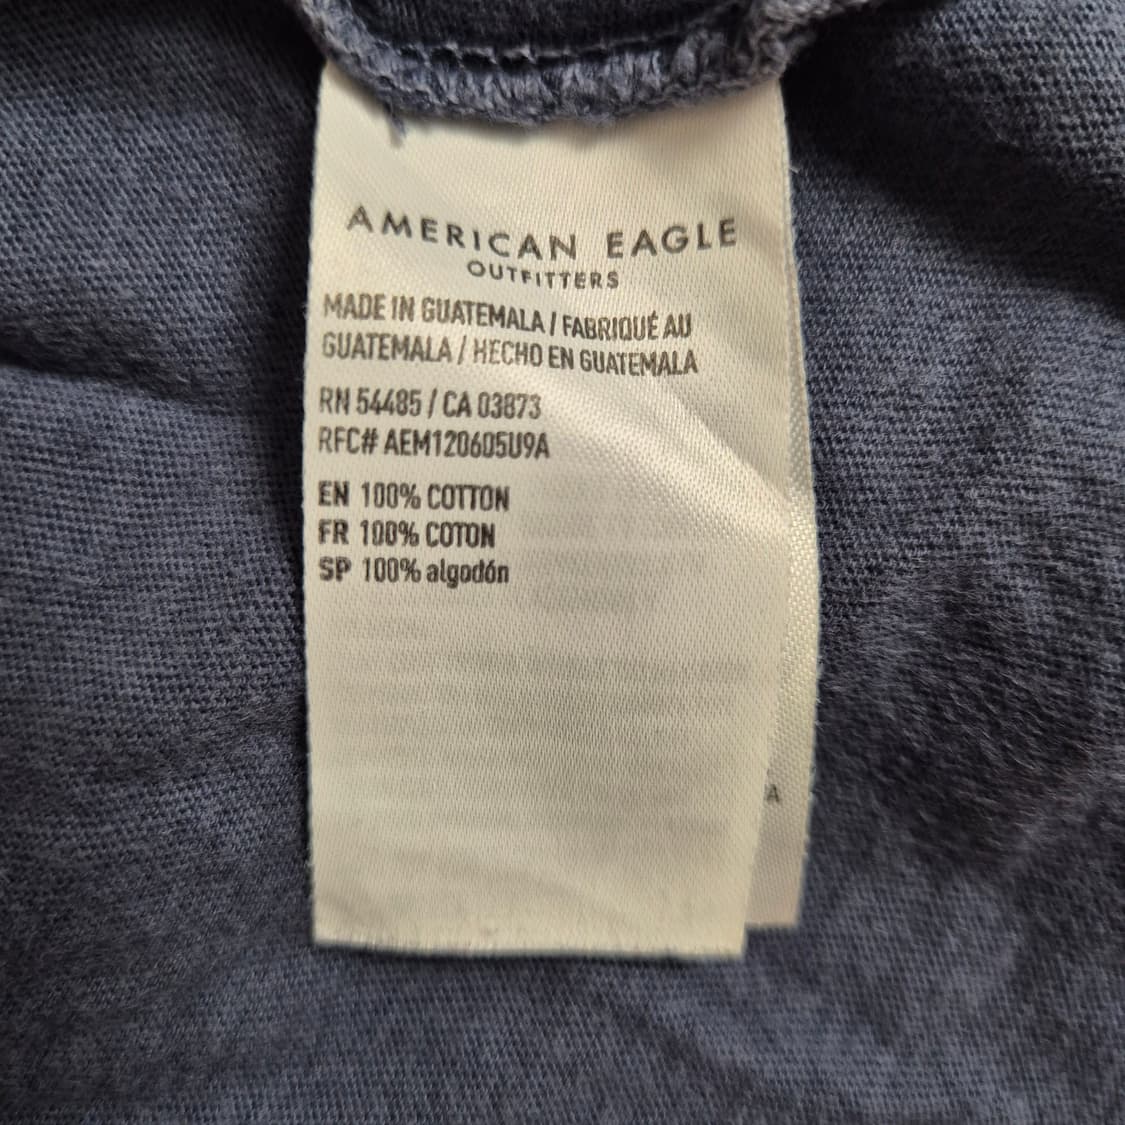 AMERICAN EAGLE
OUTFITTERS
MADE IN GUATEMALA / FABRIQUÉ AU
GUATEMALA / HECHO EN GUATEMALA
RN 54485 / CA 03873
RFC# AEM120605U9A
EN 100% COTTON
FR 100% COTON
SP 100% algodón
A